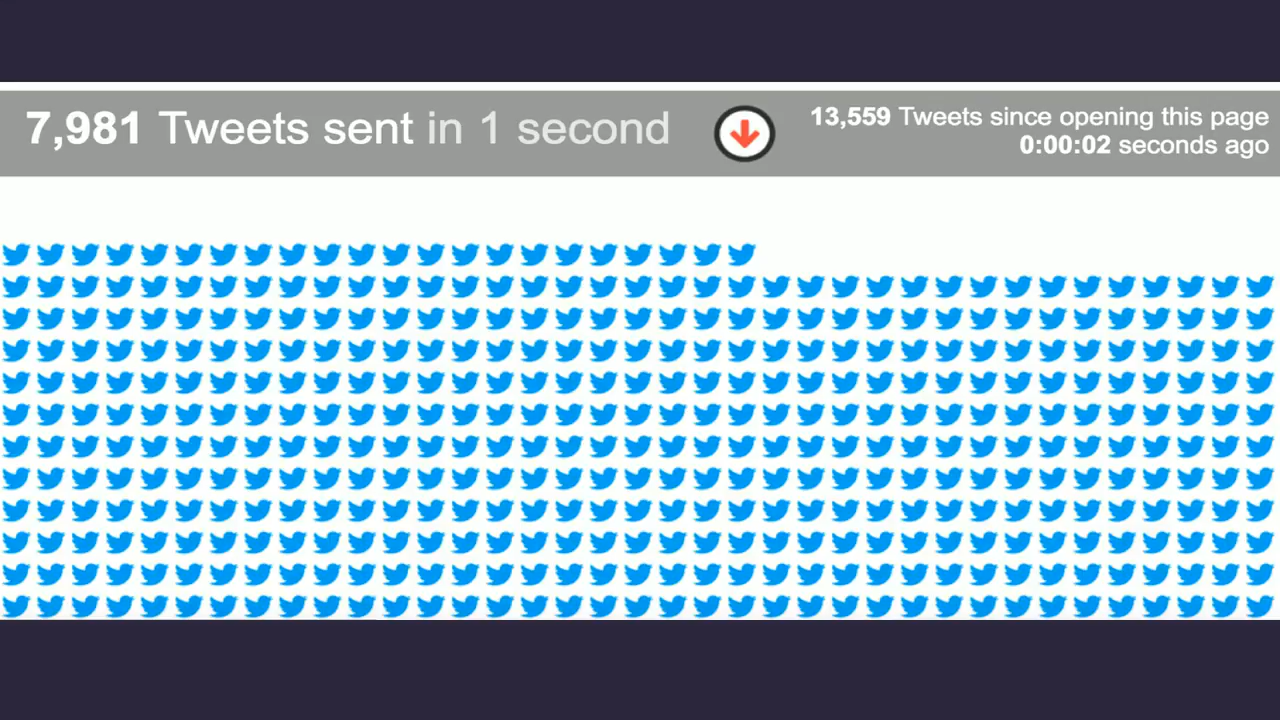 7,981 Tweets sent in 1 second
13,559 Tweets since opening this page
0:00:02 seconds ago